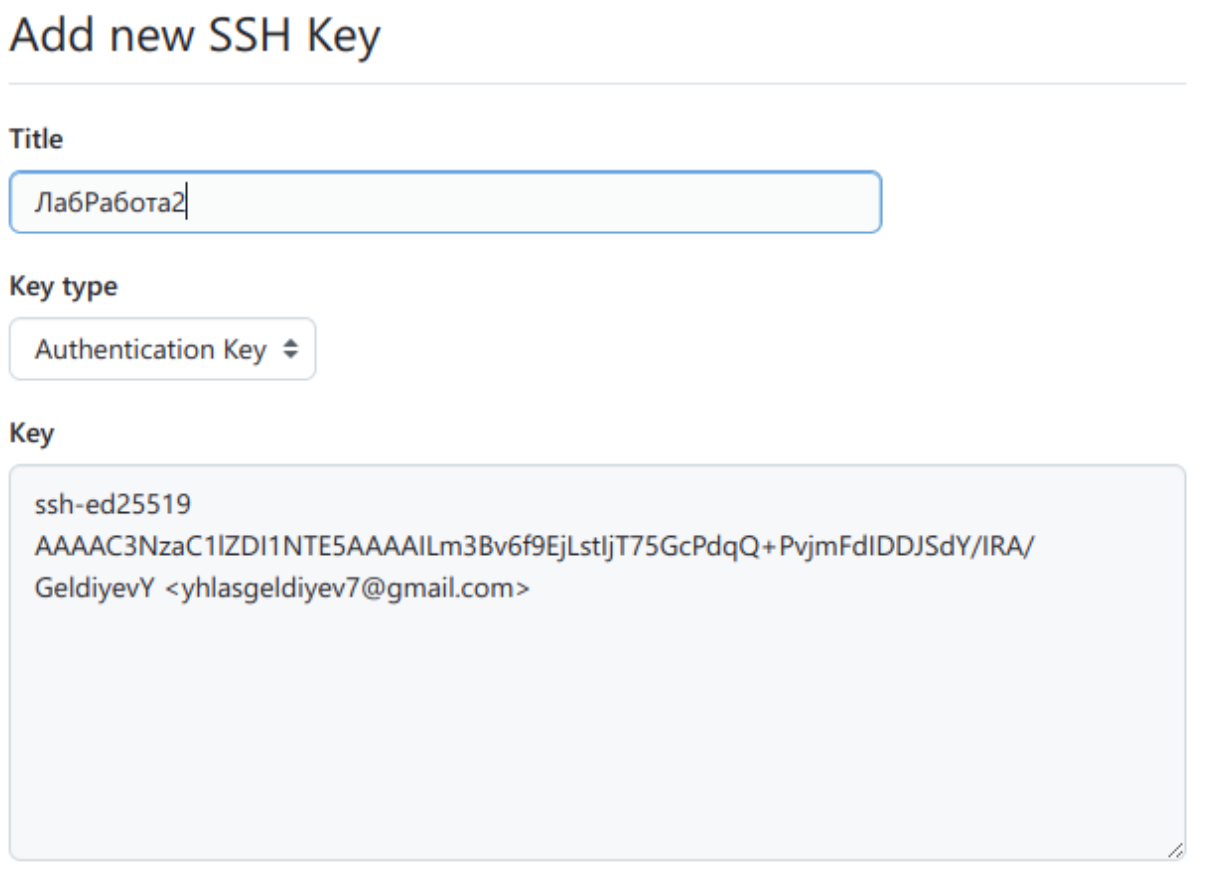 Add new SSH Key
Title
ЛабРабота2
Key type
Authentication Key
Key
ssh-ed25519
AAAAC3NzaC1lZDI1NTE5AAAAILm3Bv6f9EjLstIjT75GcPdqQ+PvjmFdIDDJSdY/IRA/
GeldiyevY <yhlasgeldiyev7@gmail.com>